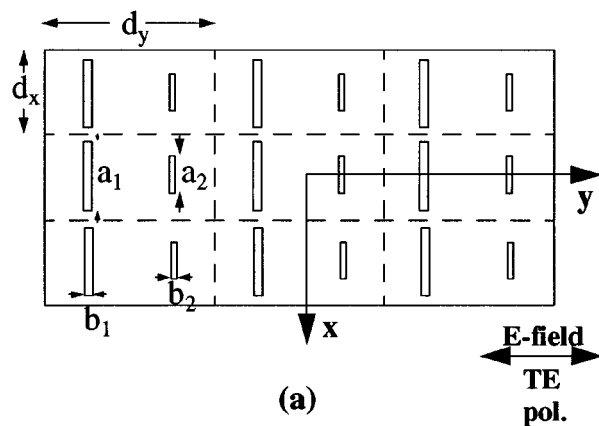 d_y
d_x
a_1
a_2
y
b_1
b_2
x
E-field
TE
pol.
(a)